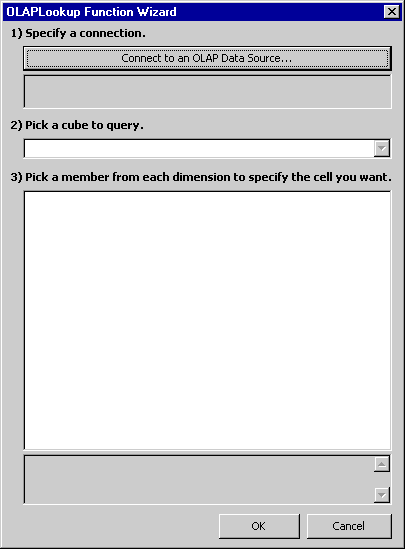 OLAPLookup Function Wizard
1) Specify a connection.
Connect to an OLAP Data Source...
2) Pick a cube to query.
3) Pick a member from each dimension to specify the cell you want.
OK
Cancel